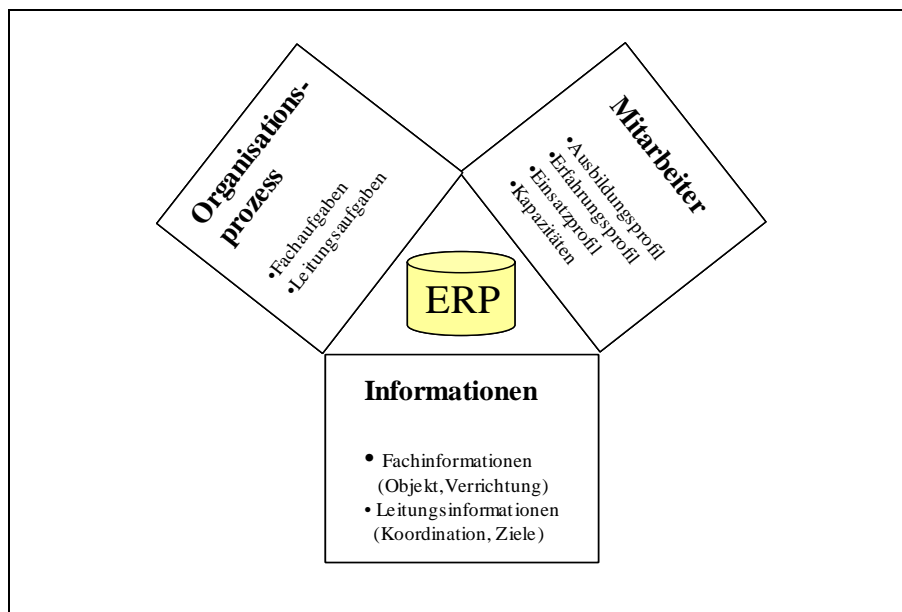 Organisations-
prozess
•Fachaufgaben
•Leitungsaufgaben
Mitarbeiter
•Ausbildungsprofil
•Erfahrungsprofil
•Einsatzprofil
•Kapazitäten
ERP
Informationen
• Fachinformationen
(Objekt,Verrichtung)
• Leitungsinformationen
(Koordination, Ziele)